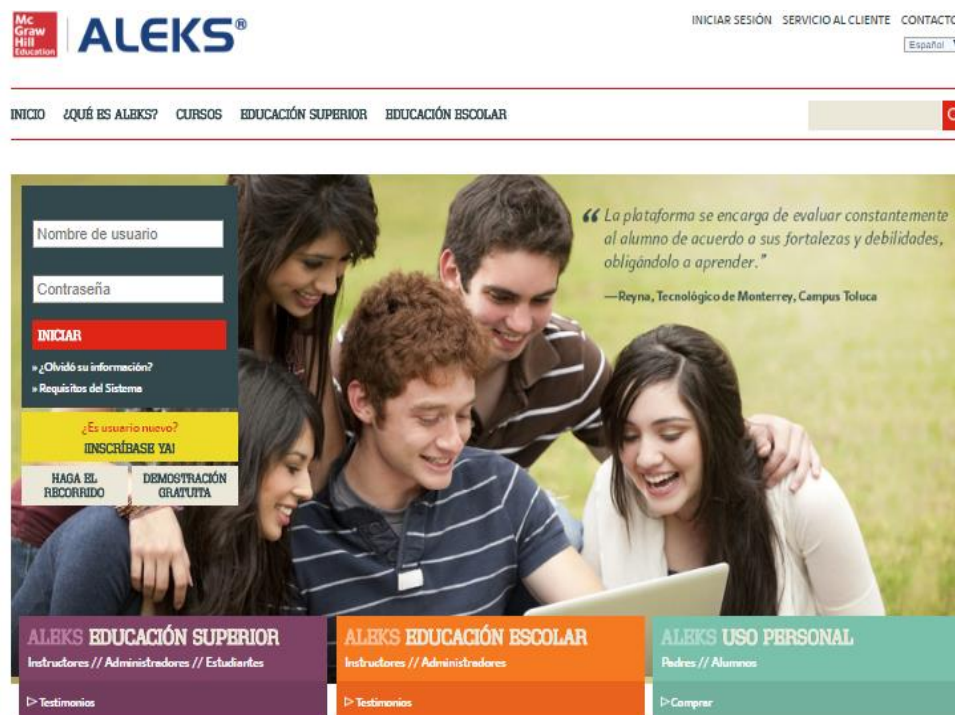 Mc
Graw
Hill
Education
ALEKS®
INICIAR SESIÓN SERVICIO AL CLIENTE CONTACTO
Español
INICIO ¿QUÉ ES ALEKS? CURSOS EDUCACIÓN SUPERIOR EDUCACIÓN ESCOLAR
Nombre de usuario
Contraseña
INICIAR
» ¿Olvidó su información?
» Requisitos del Sistema
¿Es usuario nuevo?
¡INSCRÍBASE YA!
HAGA EL
RECORRIDO
DEMOSTRACIÓN
GRATUITA
“ La plataforma se encarga de evaluar constantemente
al alumno de acuerdo a sus fortalezas y debilidades,
obligándolo a aprender.”
—Reyna, Tecnológico de Monterrey, Campus Toluca
ALEKS EDUCACIÓN SUPERIOR
Instructores // Administradores // Estudiantes
▷ Testimonios
ALEKS EDUCACIÓN ESCOLAR
Instructores // Administradores
▷ Testimonios
ALEKS USO PERSONAL
Padres // Alumnos
▷ Comprar